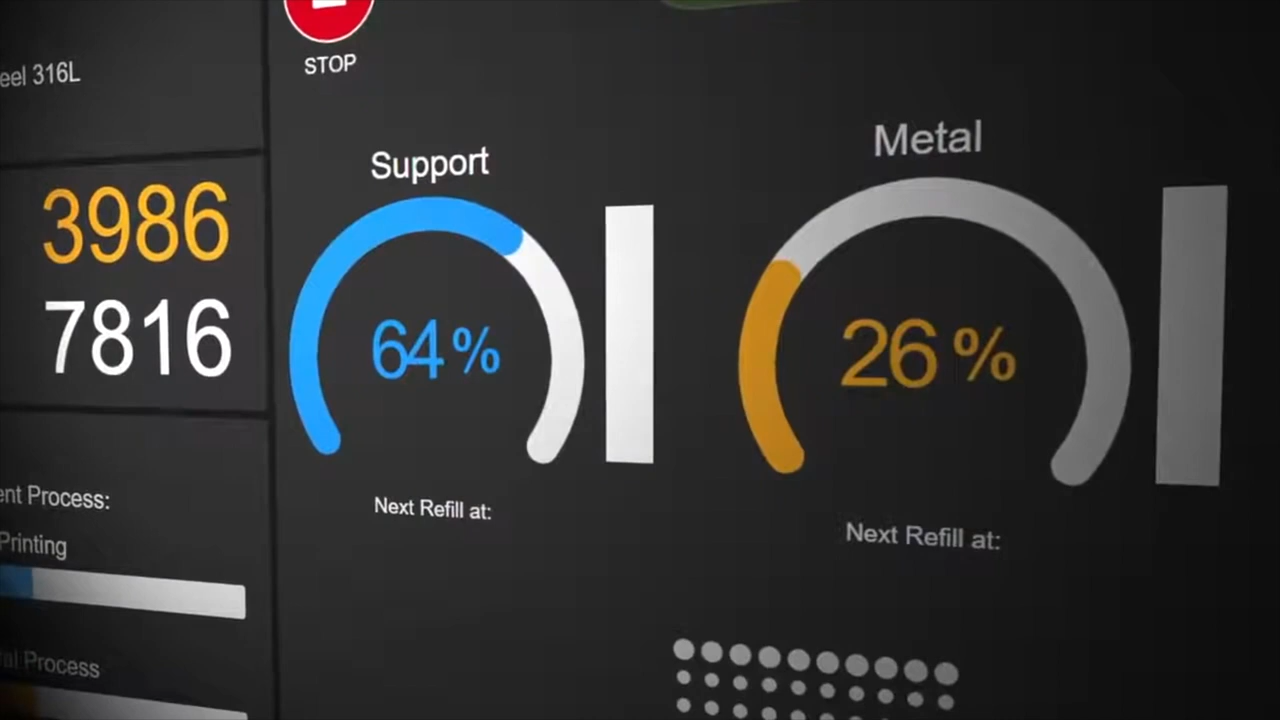 STOP
eel 316L
Support
Metal
3986
7816
64%
26%
ent Process:
Next Refill at:
Next Refill at:
Printing
al Process